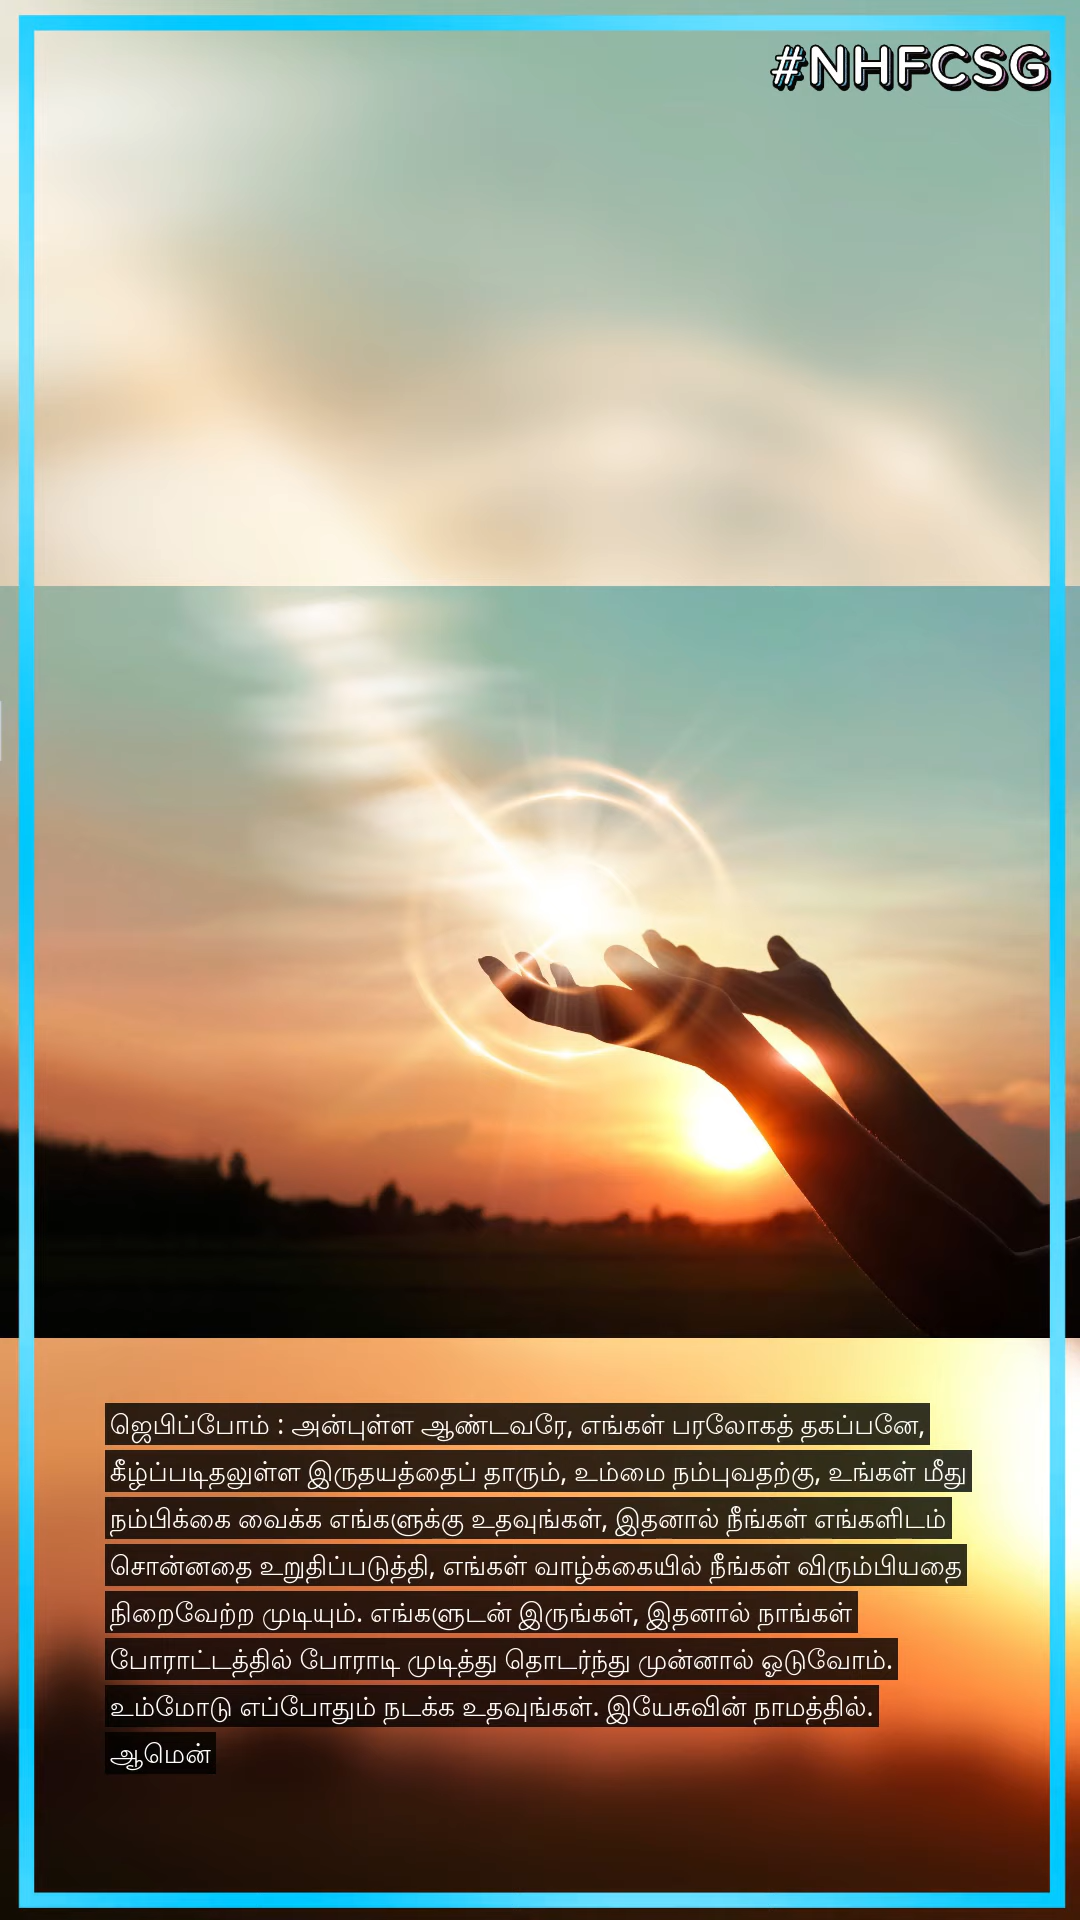 #NHFCSG
ஜெபிப்போம் : அன்புள்ள ஆண்டவரே, எங்கள் பரலோகத் தகப்பனே,
கீழ்ப்படிதலுள்ள இருதயத்தைப் தாரும், உம்மை நம்புவதற்கு, உங்கள் மீது
நம்பிக்கை வைக்க எங்களுக்கு உதவுங்கள், இதனால் நீங்கள் எங்களிடம்
சொன்னதை உறுதிப்படுத்தி, எங்கள் வாழ்க்கையில் நீங்கள் விரும்பியதை
நிறைவேற்ற முடியும். எங்களுடன் இருங்கள், இதனால் நாங்கள்
போராட்டத்தில் போராடி முடித்து தொடர்ந்து முன்னால் ஓடுவோம்.
உம்மோடு எப்போதும் நடக்க உதவுங்கள். இயேசுவின் நாமத்தில்.
ஆமென்